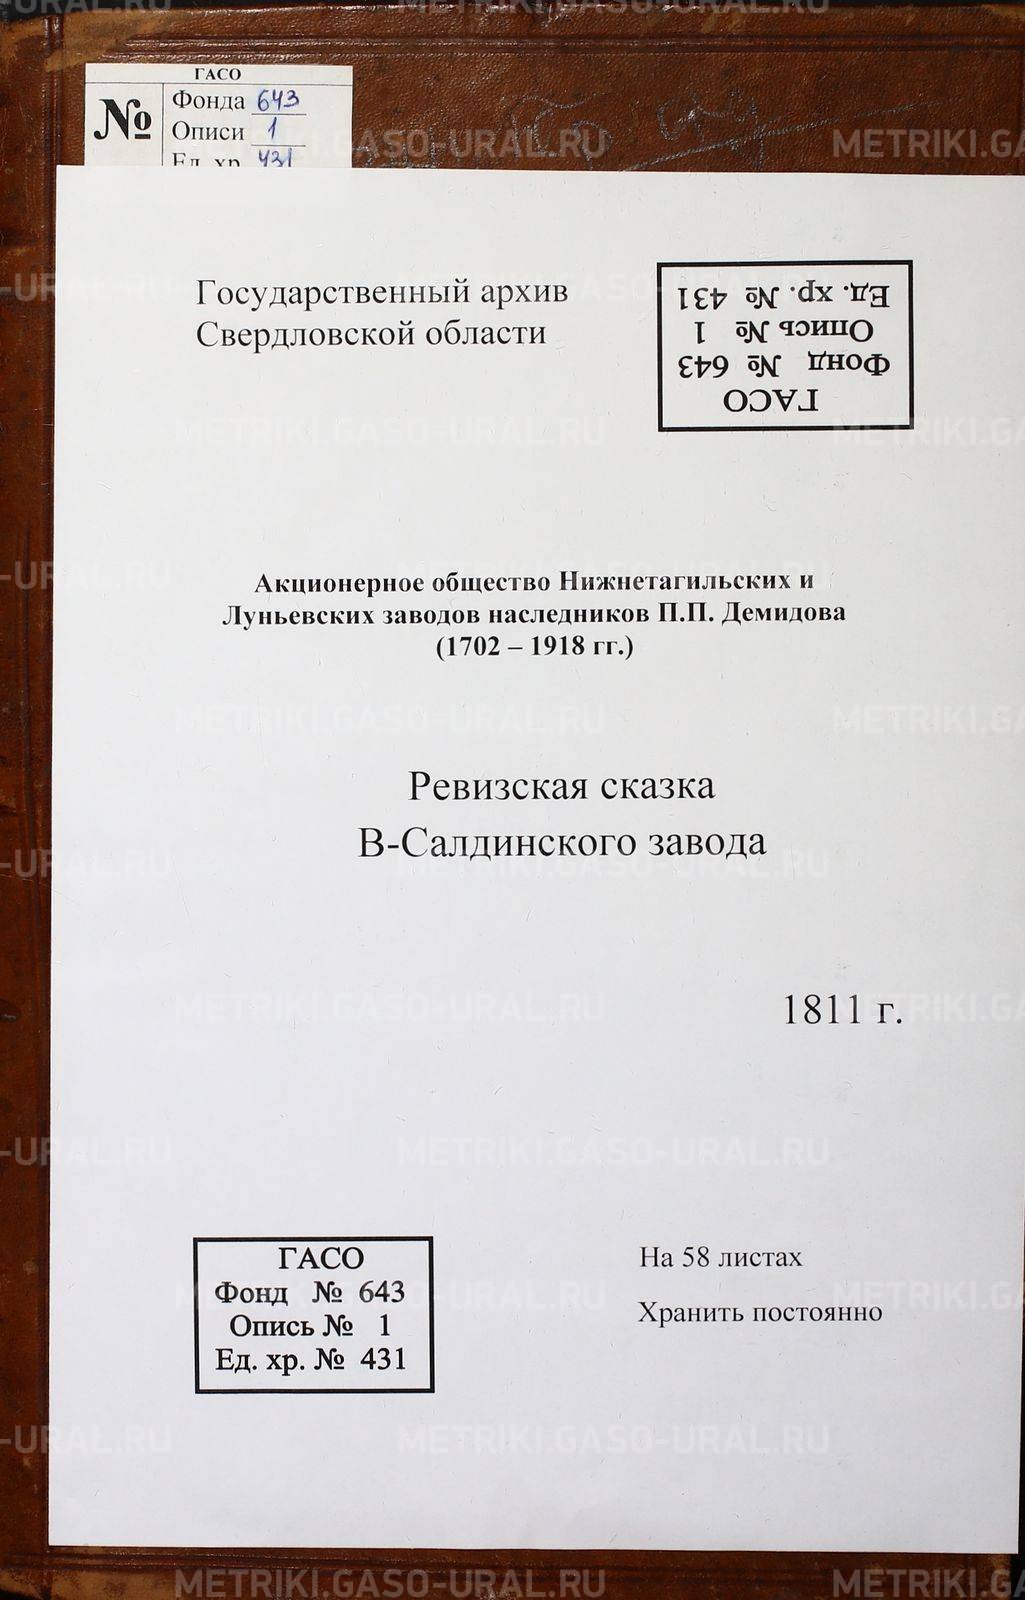 ГАСО
№
Фонда 643
Описи 1
Ед. хр. 431
Государственный архив
Свердловской области
ГАСО
Фонд № 643
Опись № 1
Ед. хр. № 431
Акционерное общество Нижнетагильских и
Луньевских заводов наследников П.П. Демидова
(1702 – 1918 гг.)
Ревизская сказка
В-Салдинского завода
1811 г.
ГАСО
Фонд № 643
Опись № 1
Ед. хр. № 431
На 58 листах
Хранить постоянно
METRIKI.GASO-URAL.RU